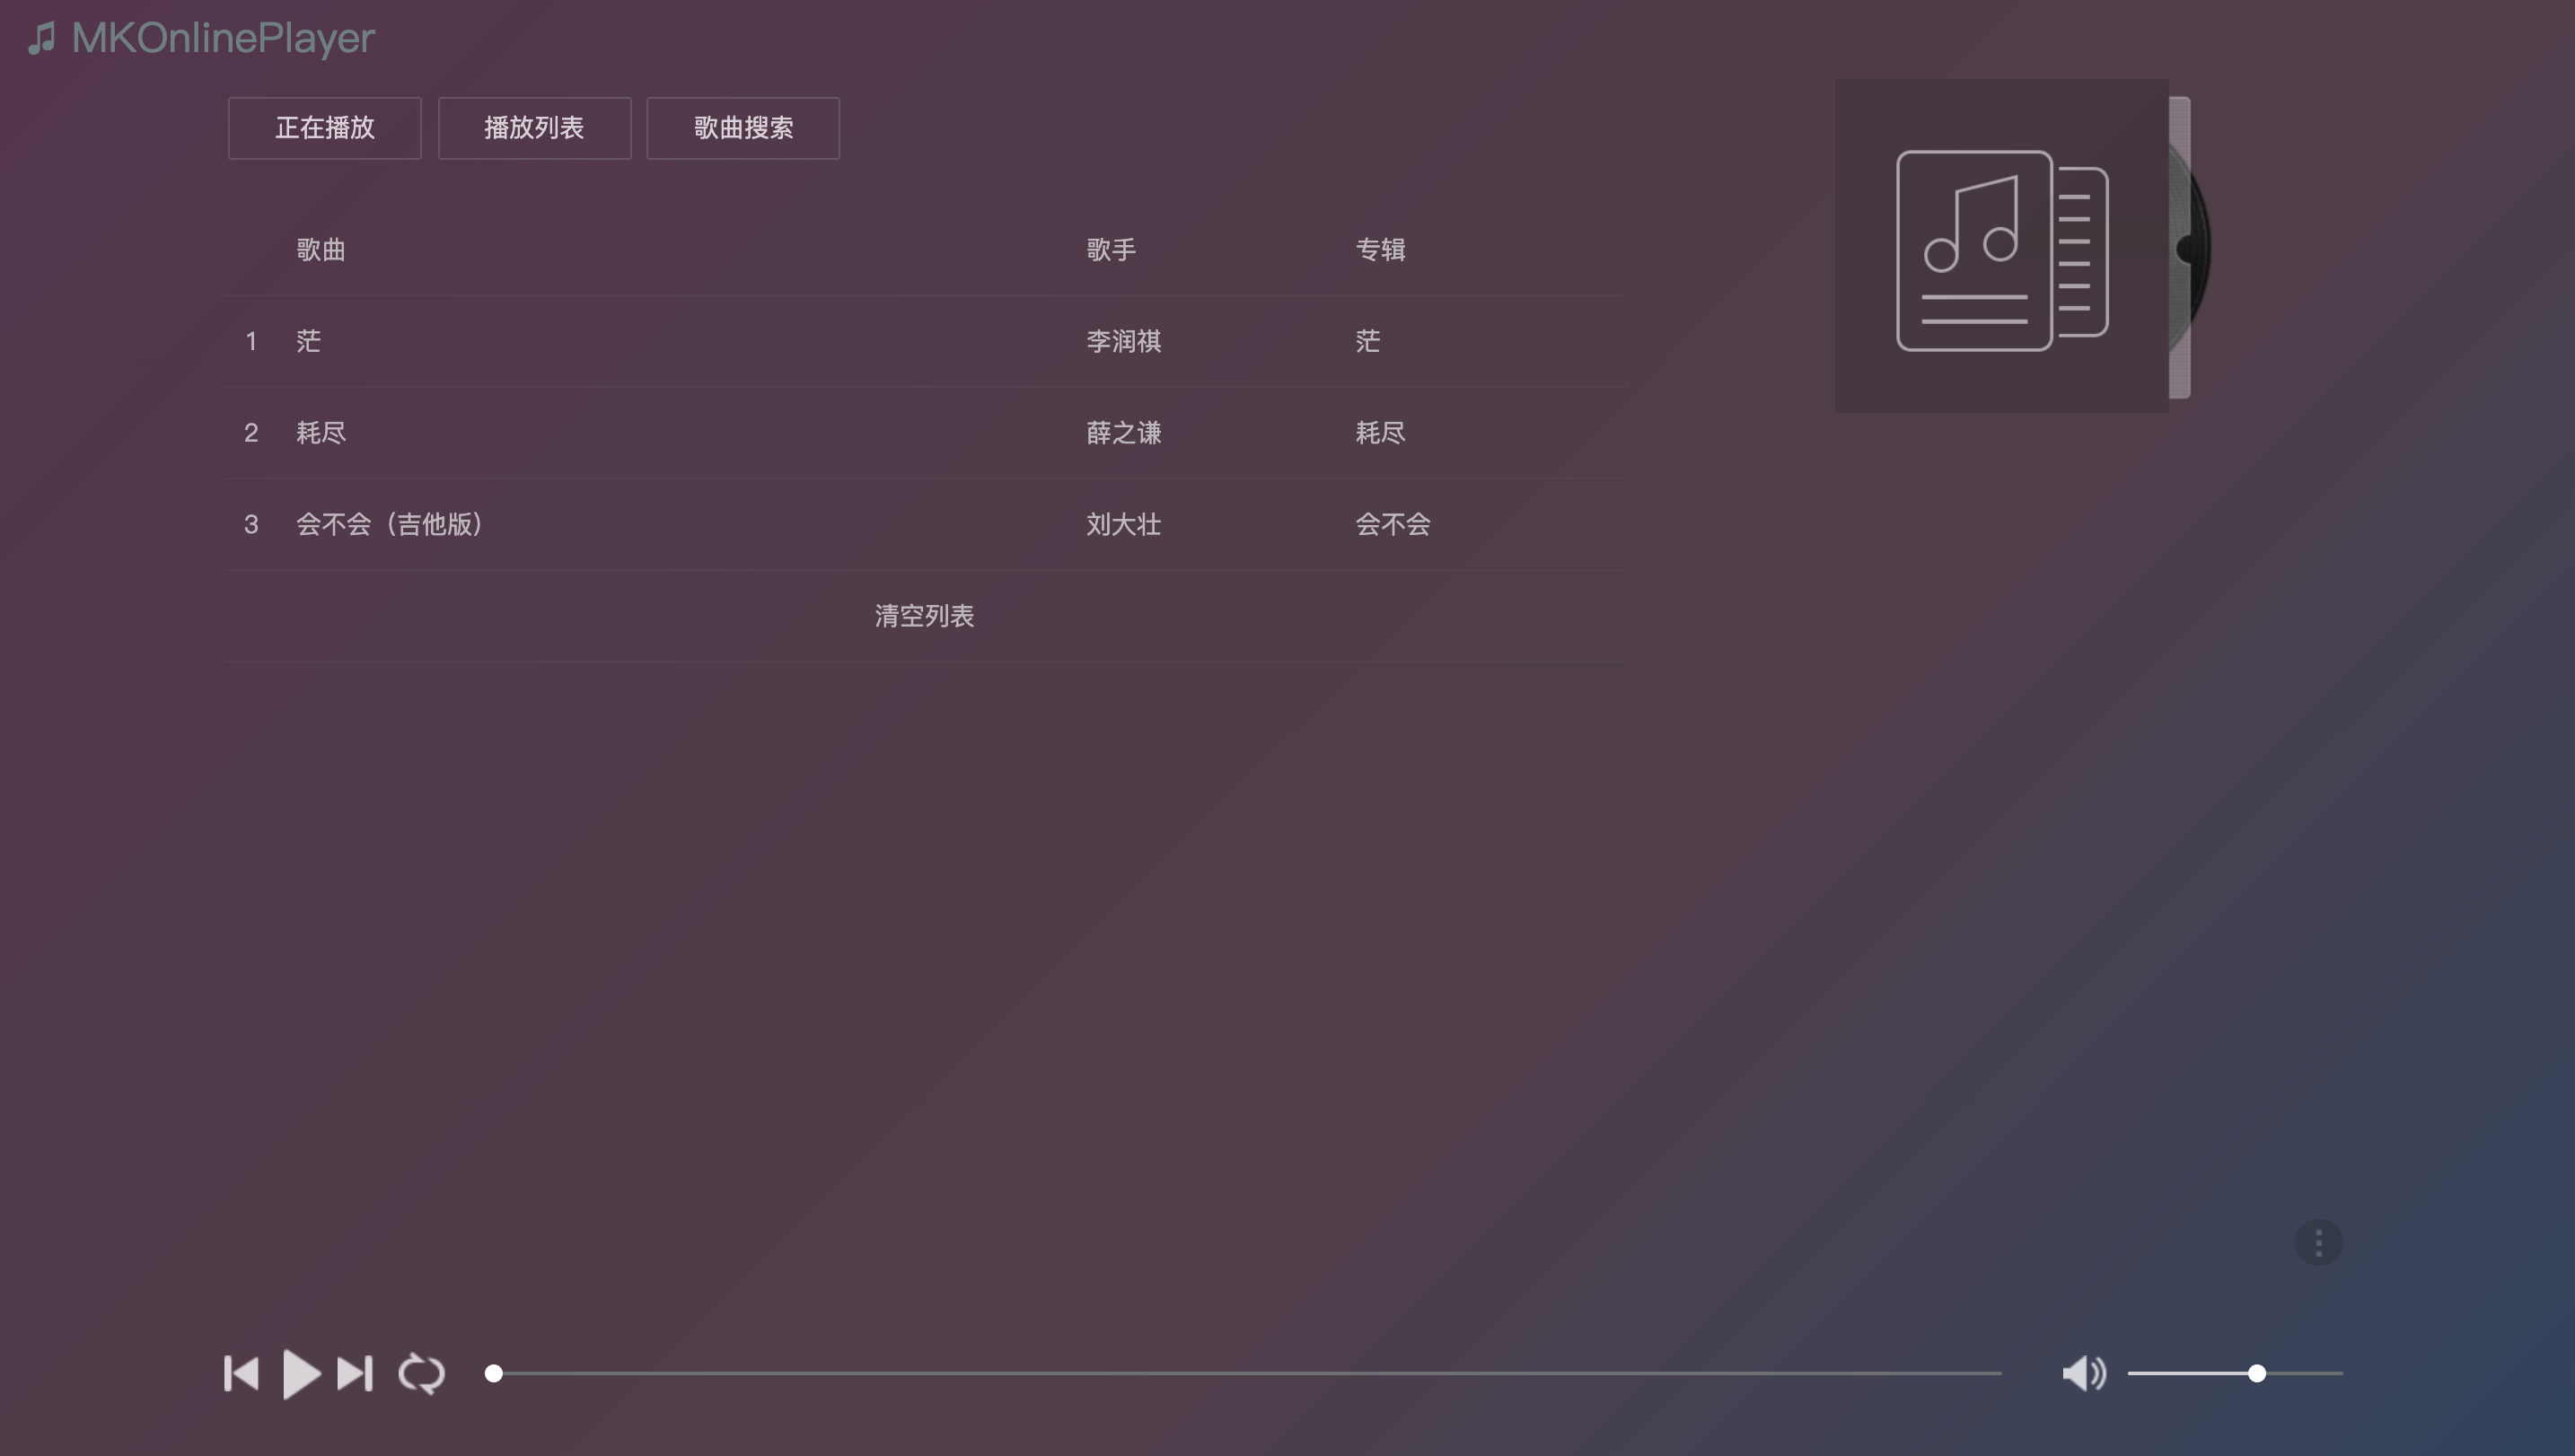 MKOnlinePlayer
正在播放 播放列表 歌曲搜索
歌曲 歌手 专辑
1 茫 李润祺 茫
2 耗尽 薛之谦 耗尽
3 会不会（吉他版） 刘大壮 会不会
清空列表